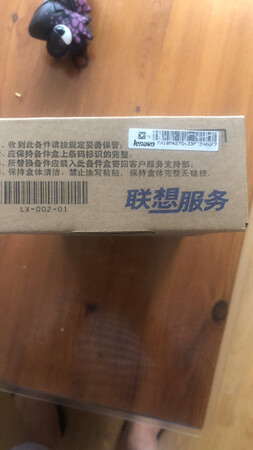 lenovo
、收到此备件请按规定妥善保管;
、应保持备件盒上条码标识的完整;
、所替换备件应装入此备件盒寄回客户服务支持部.
、保持盒体清洁,禁止涂写粘贴,保持盒体完整无破损.
LX-002-01
联想服务